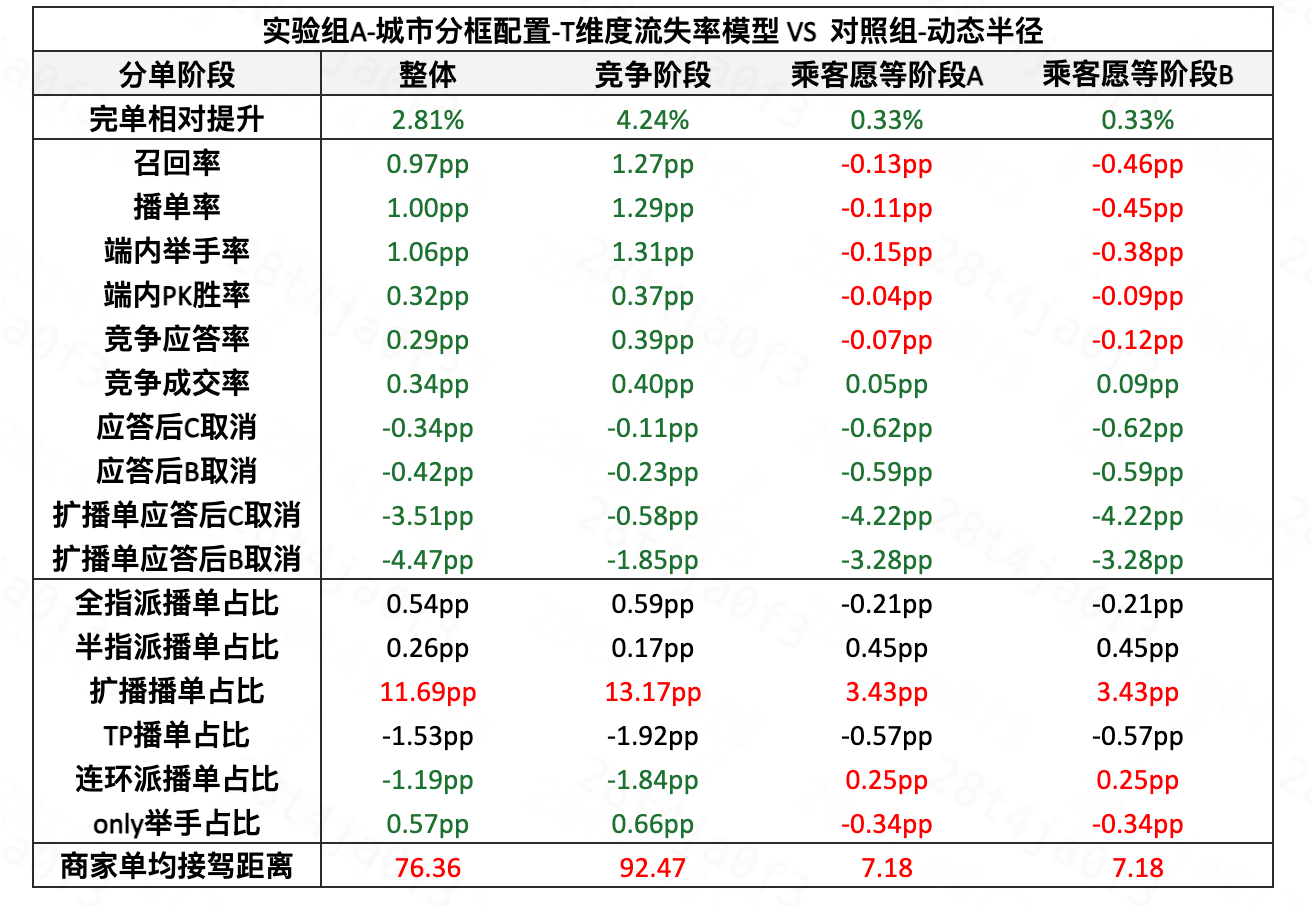 实验组A-城市分框配置-T维度流失率模型 VS 对照组-动态半径
分单阶段 整体 竞争阶段 乘客愿等阶段A 乘客愿等阶段B
完单相对提升 2.81% 4.24% 0.33% 0.33%
召回率 0.97pp 1.27pp -0.13pp -0.46pp
播单率 1.00pp 1.29pp -0.11pp -0.45pp
端内举手率 1.06pp 1.31pp -0.15pp -0.38pp
端内PK胜率 0.32pp 0.37pp -0.04pp -0.09pp
竞争应答率 0.29pp 0.39pp -0.07pp -0.12pp
竞争成交率 0.34pp 0.40pp 0.05pp 0.09pp
应答后C取消 -0.34pp -0.11pp -0.62pp -0.62pp
应答后B取消 -0.42pp -0.23pp -0.59pp -0.59pp
扩播单应答后C取消 -3.51pp -0.58pp -4.22pp -4.22pp
扩播单应答后B取消 -4.47pp -1.85pp -3.28pp -3.28pp
全指派播单占比 0.54pp 0.59pp -0.21pp -0.21pp
半指派播单占比 0.26pp 0.17pp 0.45pp 0.45pp
扩播播单占比 11.69pp 13.17pp 3.43pp 3.43pp
TP播单占比 -1.53pp -1.92pp -0.57pp -0.57pp
连环派播单占比 -1.19pp -1.84pp 0.25pp 0.25pp
only举手占比 0.57pp 0.66pp -0.34pp -0.34pp
商家单均接驾距离 76.36 92.47 7.18 7.18